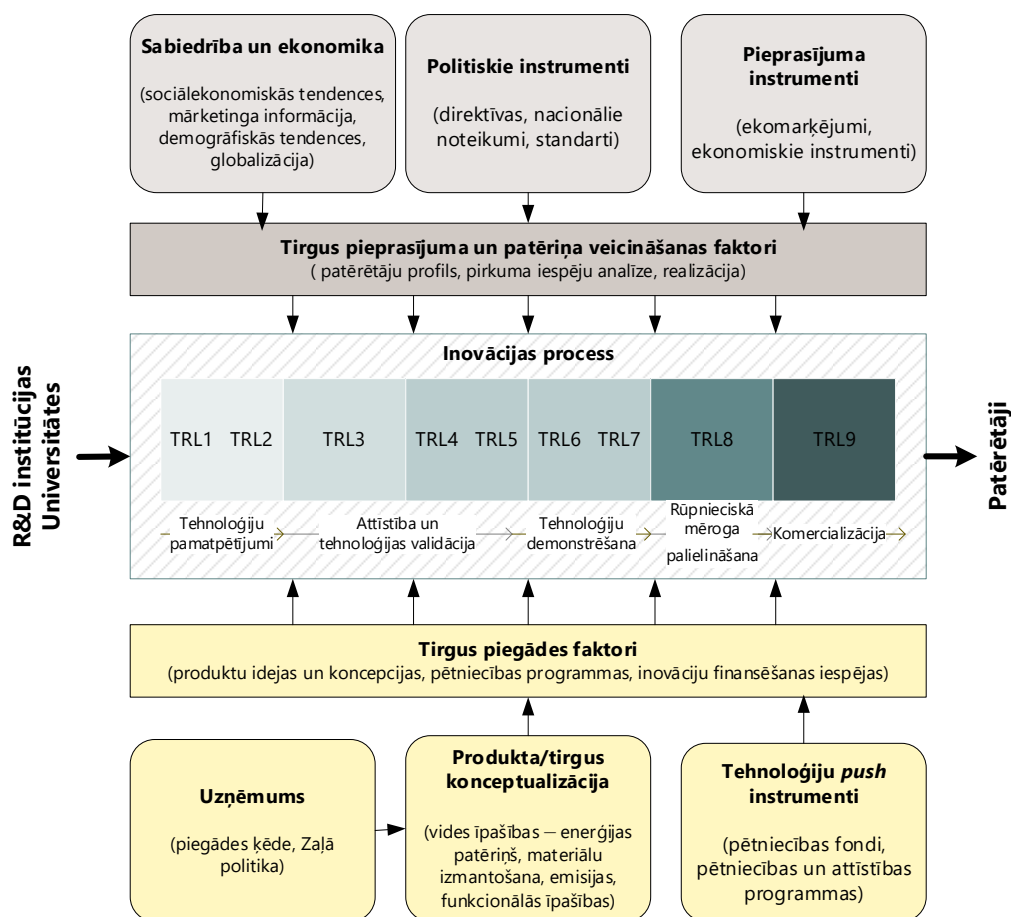 Sabiedrība un ekonomika
(sociālekonomiskās tendences,
mārketinga informācija,
demogrāfiskās tendences,
globalizācija)
Politiskie instrumenti
(direktīvas, nacionālie
noteikumi, standarti)
Pieprasījuma
instrumenti
(ekomarķējumi,
ekonomiskie instrumenti)
Tirgus pieprasījuma un patēriņa veicināšanas faktori
( patērētāju profils, pirkuma iespēju analīze, realizācija)
R&D institūcijas
Universitātes
Inovācijas process
TRL1 TRL2 TRL3 TRL4 TRL5 TRL6 TRL7 TRL8 TRL9
Tehnoloģiju
pamatpētījumi
Attīstība un
tehnoloģijas validācija
Tehnoloģiju
demonstrēšana
Rūpnieciskā
mēroga
palielināšana
Komercializācija
Patērētāji
Tirgus piegādes faktori
(produktu idejas un koncepcijas, pētniecības programmas, inovāciju finansēšanas iespējas)
Uzņēmums
(piegādes ķēde, Zaļā
politika)
Produkta/tirgus
konceptualizācija
(vides īpašības – enerģijas
patēriņš, materiālu
izmantošana, emisijas,
funkcionālās īpašības)
Tehnoloģiju push
instrumenti
(pētniecības fondi,
pētniecības un attīstības
programmas)